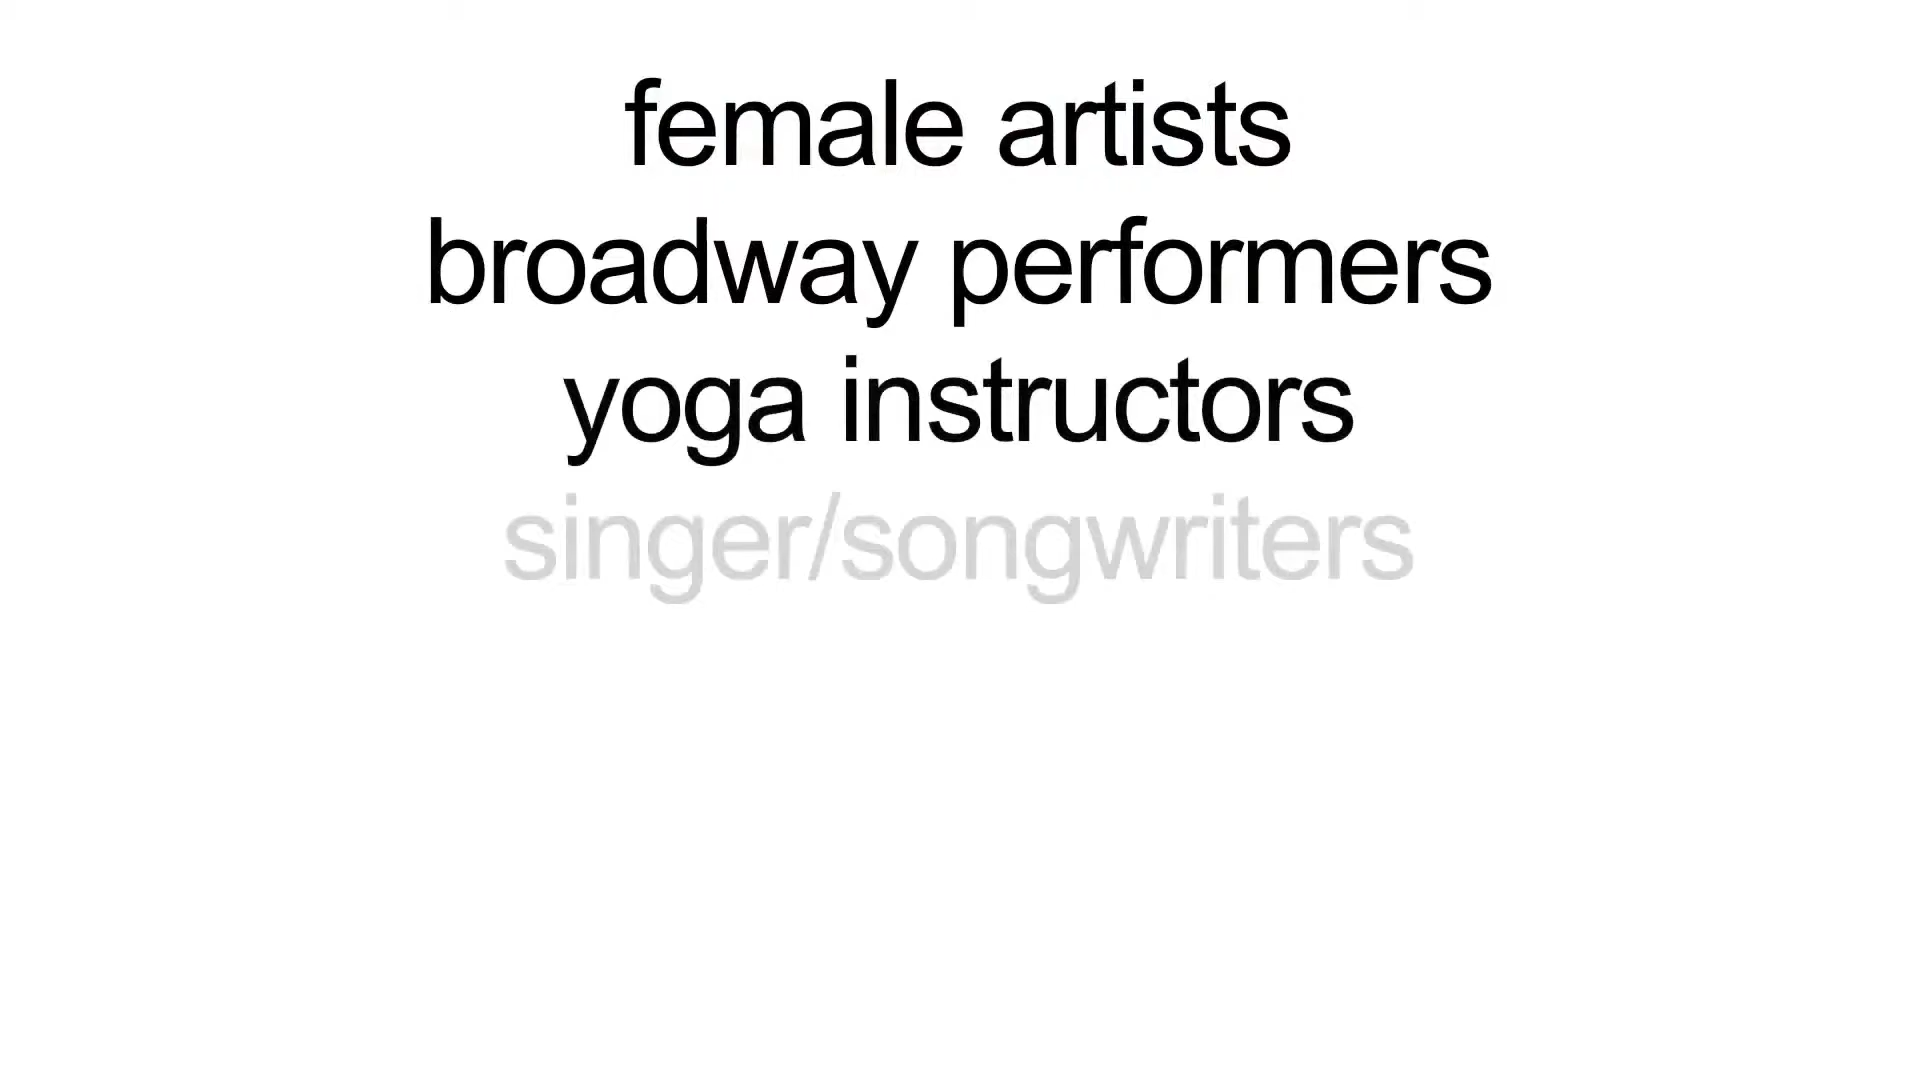 female artists
broadway performers
yoga instructors
singer/songwriters